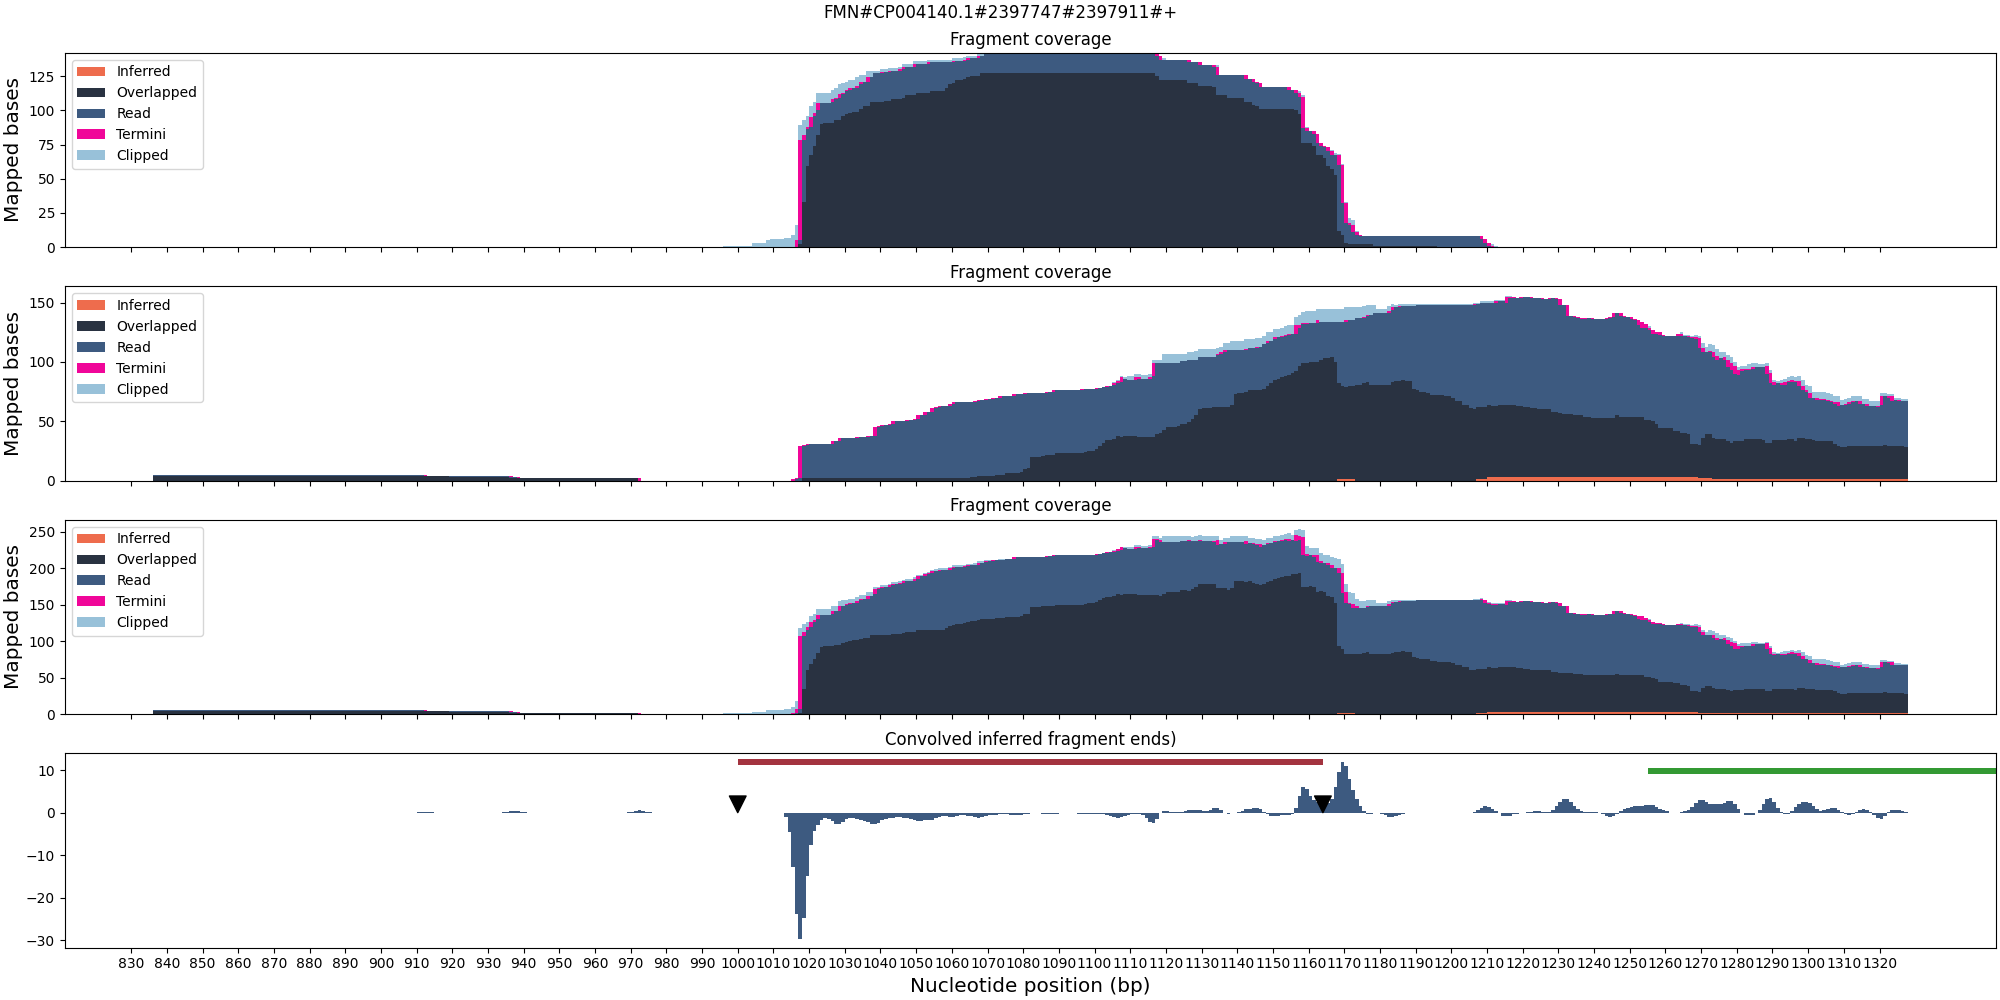 FMN#CP004140.1#2397747#2397911#+
Fragment coverage
Mapped bases
125
100
75
50
25
0
Inferred
Overlapped
Read
Termini
Clipped
Fragment coverage
Mapped bases
150
100
50
0
Inferred
Overlapped
Read
Termini
Clipped
Fragment coverage
Mapped bases
250
200
150
100
50
0
Inferred
Overlapped
Read
Termini
Clipped
Convolved inferred fragment ends)
10
0
−10
−20
−30
830 840 850 860 870 880 890 900 910 920 930 940 950 960 970 980 990 1000 1010 1020 1030 1040 1050 1060 1070 1080 1090 1100 1110 1120 1130 1140 1150 1160 1170 1180 1190 1200 1210 1220 1230 1240 1250 1260 1270 1280 1290 1300 1310 1320
Nucleotide position (bp)